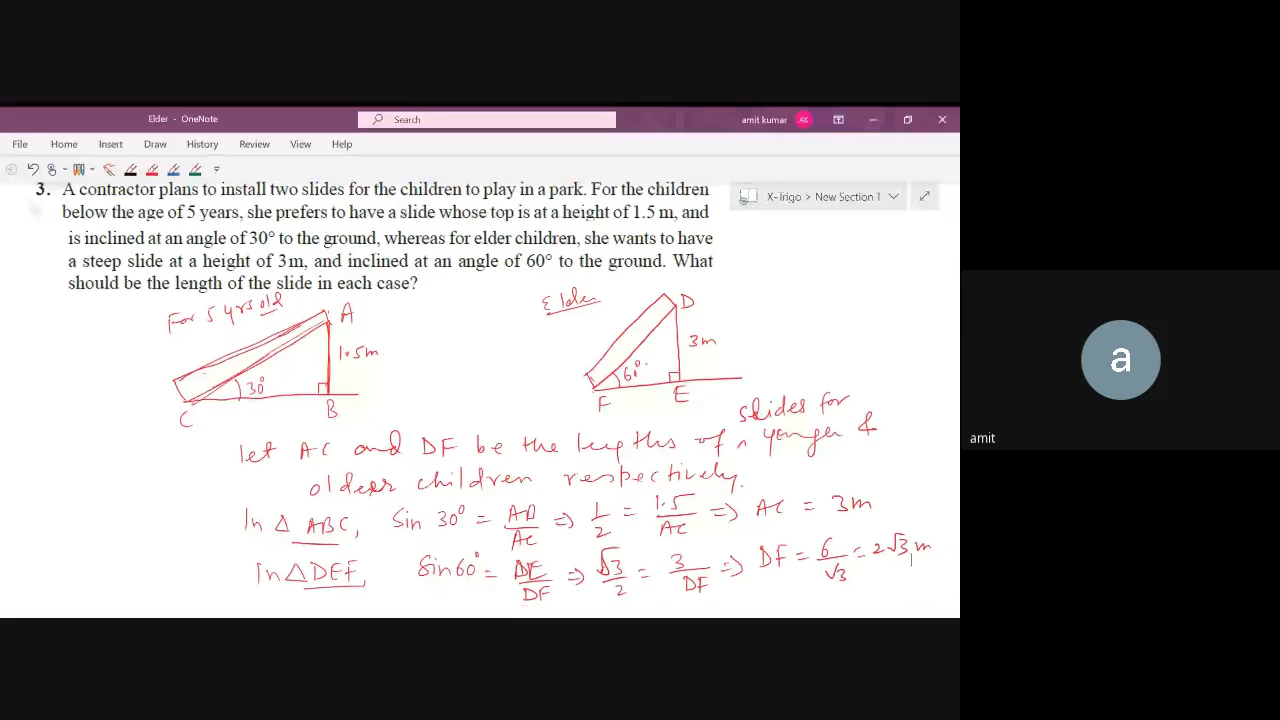 Elder - OneNote
Search
amit kumar
AK
File Home Insert Draw History Review View Help
X-Trigo > New Section 1
3. A contractor plans to install two slides for the children to play in a park. For the children
below the age of 5 years, she prefers to have a slide whose top is at a height of 1.5 m, and
is inclined at an angle of 30° to the ground, whereas for elder children, she wants to have
a steep slide at a height of 3m, and inclined at an angle of 60° to the ground. What
should be the length of the slide in each case?
For 5 yrs old
A
1.5m
30°
B
C
Elder
D
3m
60°
E
F
slides for
let AC and DF be the lengths of ^ younger &
older children respectively.
In △ ABC, Sin 30° = AB/AC => 1/2 = 1.5/AC => AC = 3m
In △DEF, Sin60° = DE/DF => √3/2 = 3/DF => DF = 6/√3 = 2√3 m
a
amit